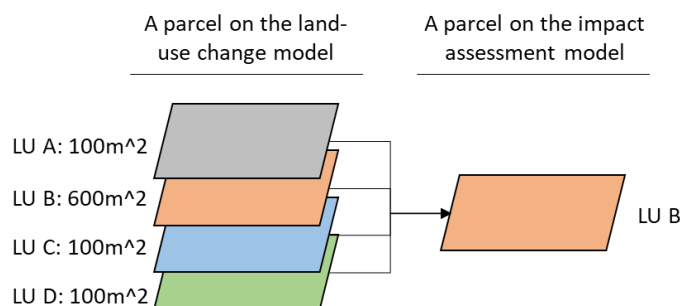 A parcel on the land-
use change model
A parcel on the impact
assessment model
LU A: 100m^2
LU B: 600m^2
LU C: 100m^2
LU D: 100m^2
LU B